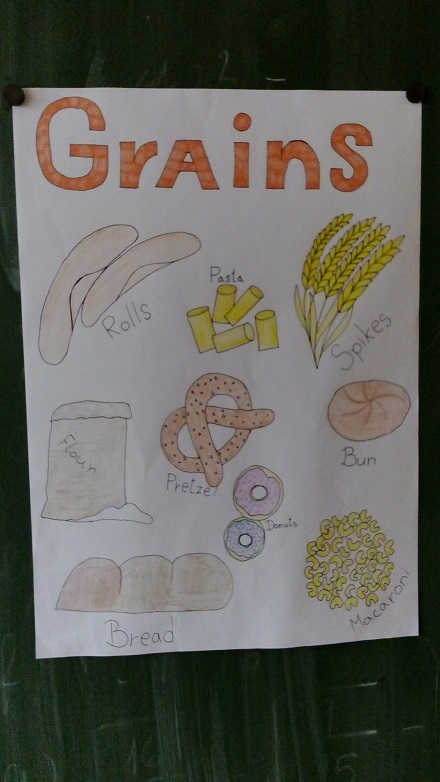 Grains
Rolls
Pasta
Spikes
Flour
Pretzel
Bun
Donuts
Bread
Macaroni